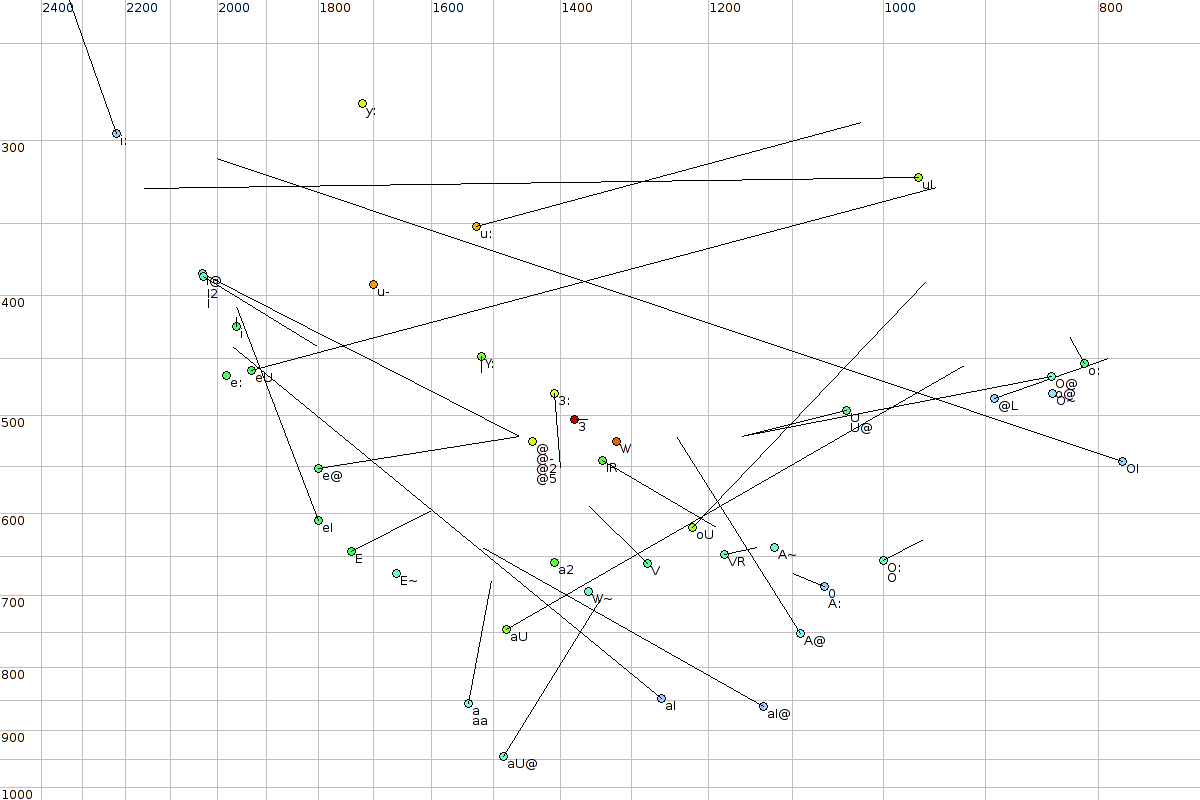 2400 2200 2000 1800 1600 1400 1200 1000 800
y:
i:
300
ul
u:
i@
I2
I
u-
400
i
Y:
e:
eU
o:
O@
o@
O~
3:
@L
500
3
U
U@
@
@-
@2
@5
W
IR
OI
e@
600
eI
oU
E
VR
A~
a2
V
O:
O
E~
W~
0
A:
700
aU
A@
800
a
aa
aI
aI@
900
aU@
1000